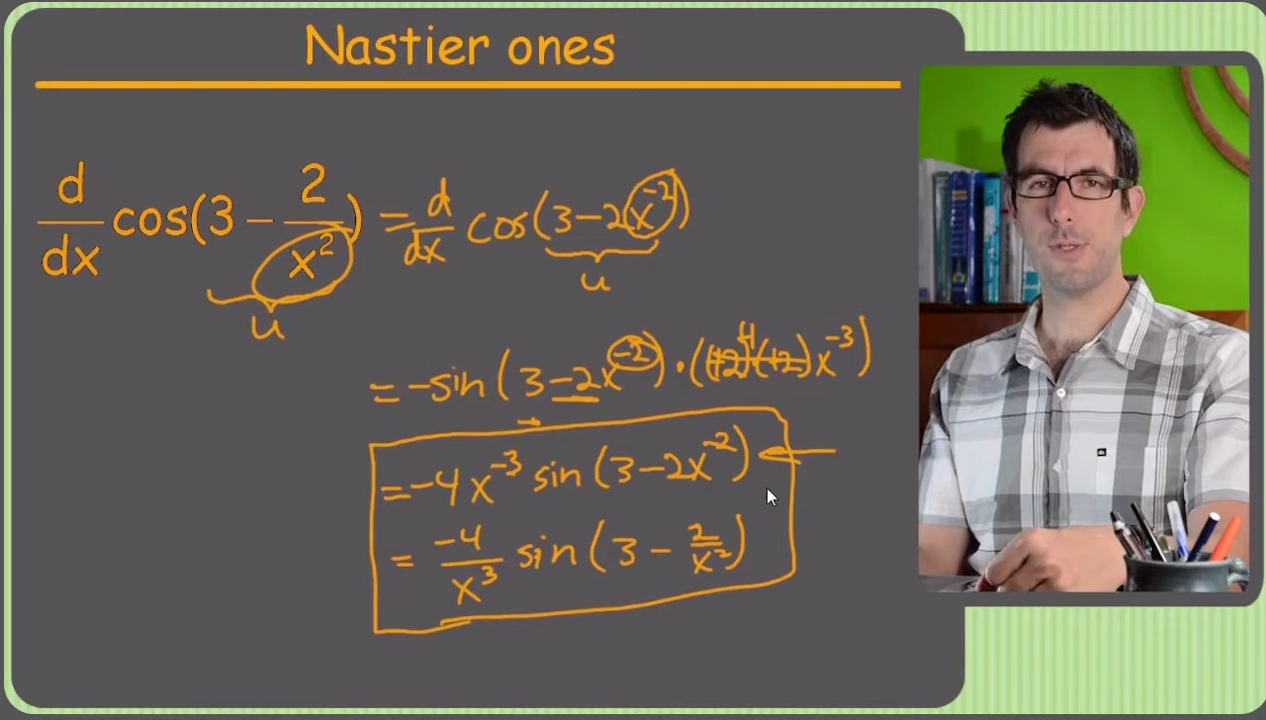 Nastier ones
d/dx cos(3 − 2/x²) = d/dx cos(3−2x⁻²)
u
u
= −sin(3−2x⁻²)·((+2)(+2)x⁻³)
4
= −4x⁻³ sin(3−2x⁻²)
= −4/x³ sin(3 − 2/x²)